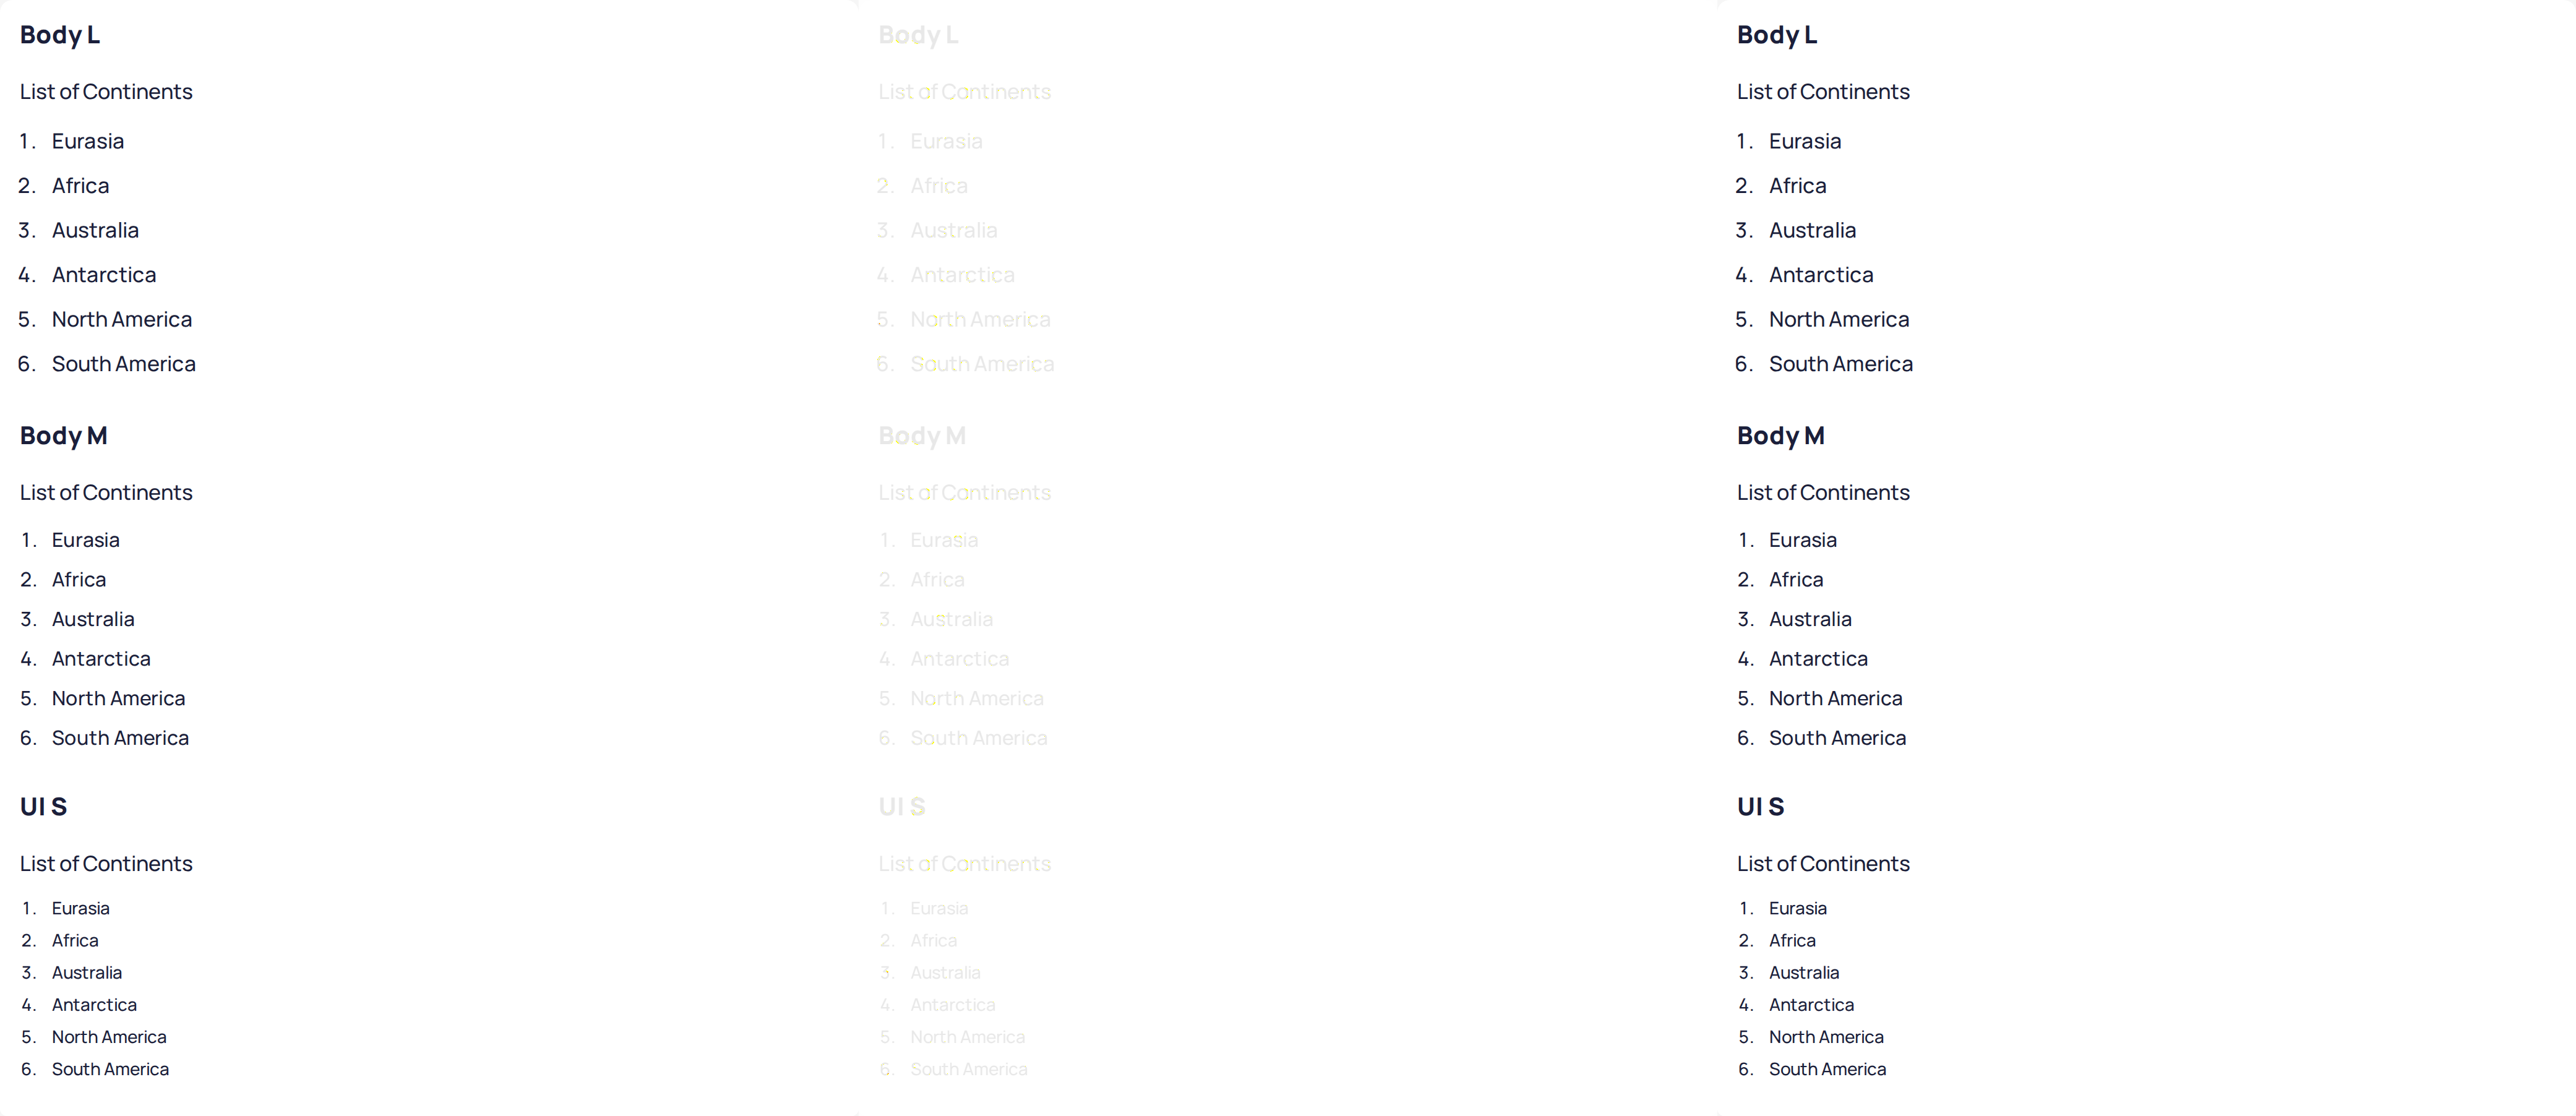 Body L
List of Continents
1. Eurasia
2. Africa
3. Australia
4. Antarctica
5. North America
6. South America
Body M
List of Continents
1. Eurasia
2. Africa
3. Australia
4. Antarctica
5. North America
6. South America
UI S
List of Continents
1. Eurasia
2. Africa
3. Australia
4. Antarctica
5. North America
6. South America
Body L
List of Continents
1. Eurasia
2. Africa
3. Australia
4. Antarctica
5. North America
6. South America
Body M
List of Continents
1. Eurasia
2. Africa
3. Australia
4. Antarctica
5. North America
6. South America
UI S
List of Continents
1. Eurasia
2. Africa
3. Australia
4. Antarctica
5. North America
6. South America
Body L
List of Continents
1. Eurasia
2. Africa
3. Australia
4. Antarctica
5. North America
6. South America
Body M
List of Continents
1. Eurasia
2. Africa
3. Australia
4. Antarctica
5. North America
6. South America
UI S
List of Continents
1. Eurasia
2. Africa
3. Australia
4. Antarctica
5. North America
6. South America